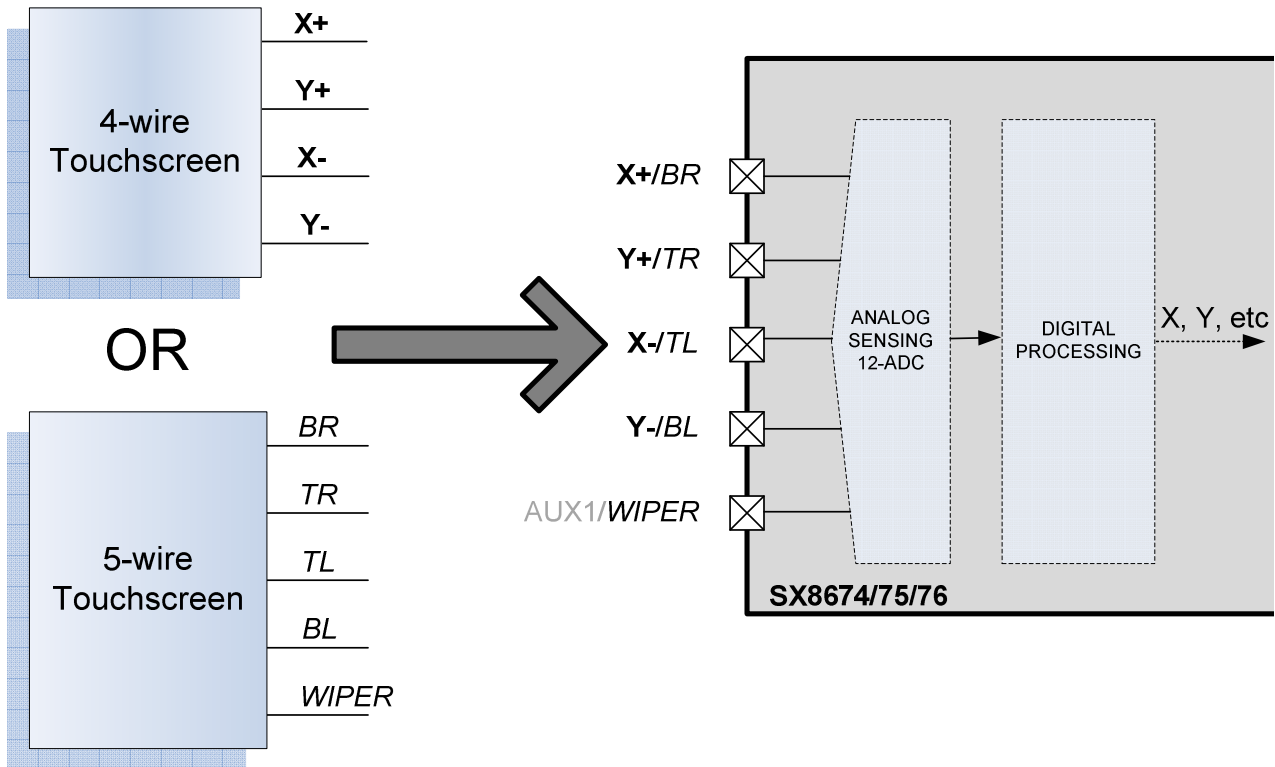 4-wire
Touchscreen
X+
Y+
X-
Y-
OR
5-wire
Touchscreen
BR
TR
TL
BL
WIPER
X+/BR
Y+/TR
X-/TL
Y-/BL
AUX1/WIPER
ANALOG
SENSING
12-ADC
DIGITAL
PROCESSING
X, Y, etc
SX8674/75/76